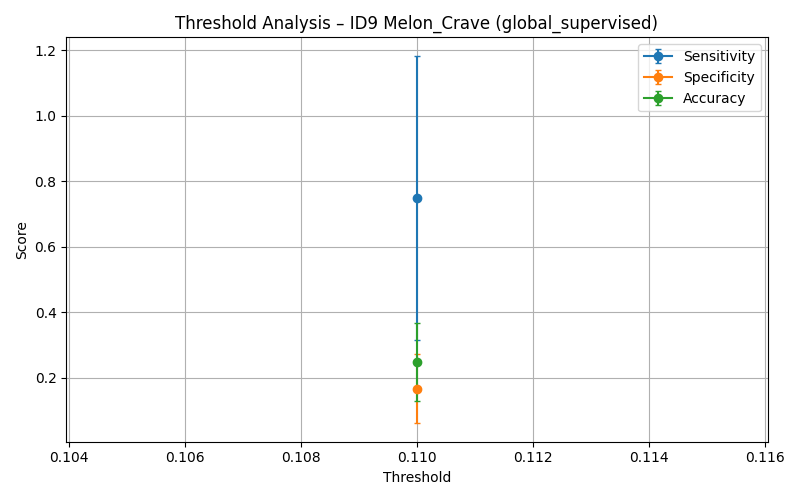 Threshold Analysis – ID9 Melon_Crave (global_supervised)
Sensitivity
Specificity
Accuracy
Score
1.2
1.0
0.8
0.6
0.4
0.2
0.104 0.106 0.108 0.110 0.112 0.114 0.116
Threshold